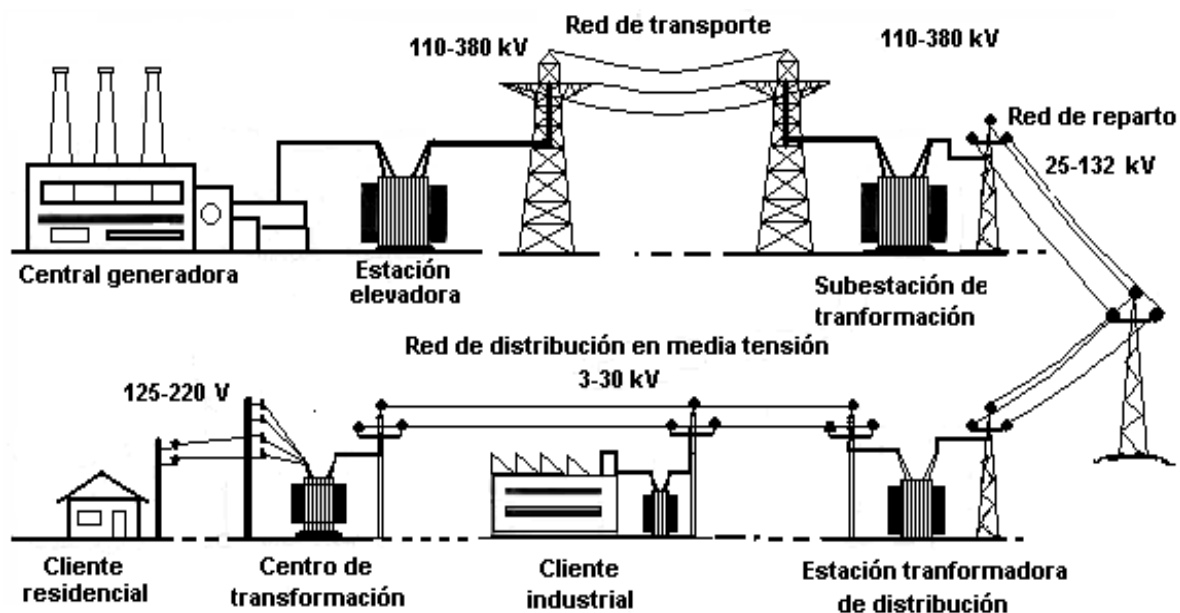 Red de transporte
110-380 kV
110-380 kV
Red de reparto
25-132 kV
Central generadora
Estación
elevadora
Subestación de
tranformación
Red de distribución en media tensión
3-30 kV
125-220 V
Cliente
residencial
Centro de
transformación
Cliente
industrial
Estación tranformadora
de distribución